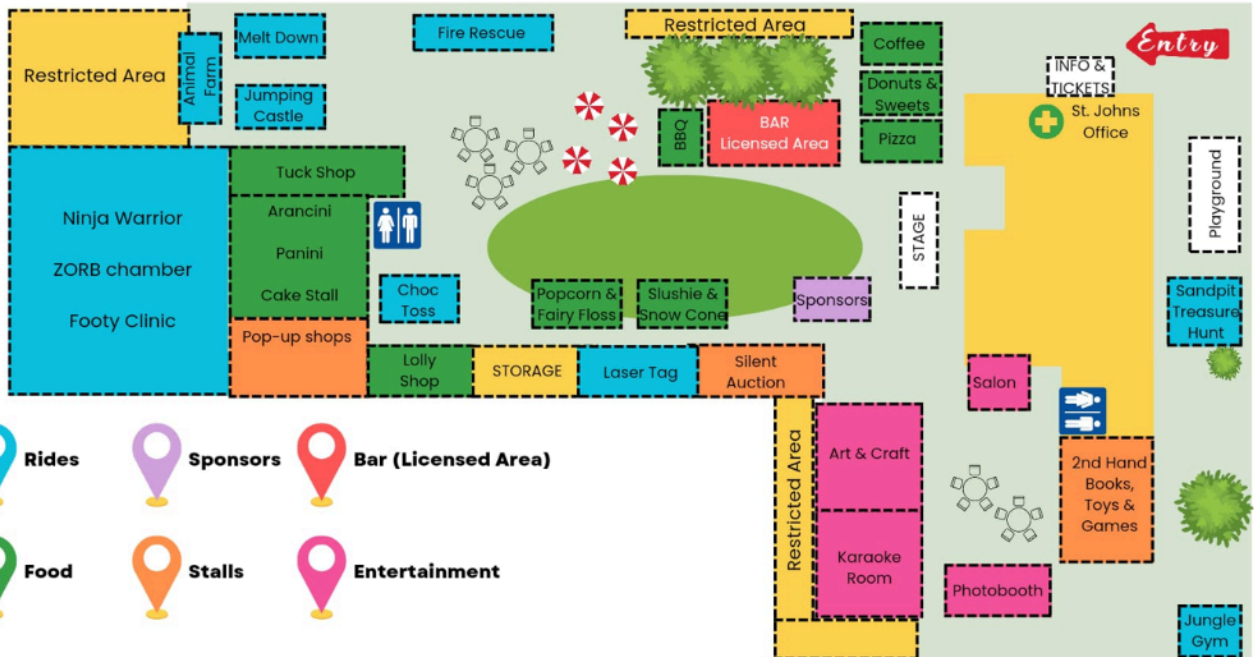 Restricted Area
Animal
Farm
Melt Down
Jumping
Castle
Fire Rescue
Restricted Area
Coffee
Donuts &
Sweets
Pizza
BBQ
BAR
Licensed Area
Entry
INFO &
TICKETS
St. Johns
Office
Playground
STAGE
Ninja Warrior
ZORB chamber
Footy Clinic
Tuck Shop
Arancini
Panini
Cake Stall
Pop-up shops
Choc
Toss
Popcorn &
Fairy Floss
Slushie &
Snow Cone
Sponsors
Sandpit
Treasure
Hunt
Lolly
Shop
STORAGE
Laser Tag
Silent
Auction
Salon
Restricted Area
Art & Craft
Karaoke
Room
2nd Hand
Books,
Toys &
Games
Photobooth
Jungle
Gym
Rides
Sponsors
Bar (Licensed Area)
Food
Stalls
Entertainment